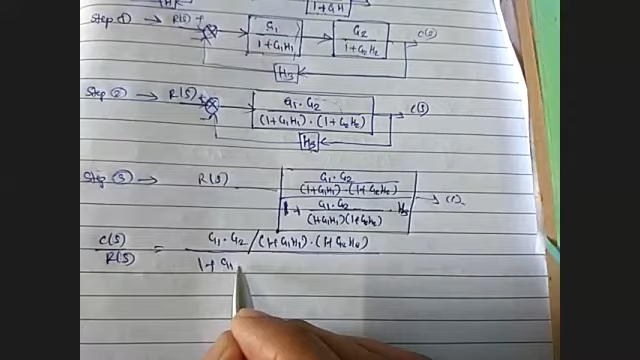 1+GH
Step ① → R(S) + G₁ G₂ C(S)
1+G₁H₁ 1+G₂H₂
H₃
Step ② → R(S) + G₁ · G₂ C(S)
(1+G₁H₁) · (1+G₂H₂)
H₃
Step ③ → R(S) G₁ · G₂
(1+G₁H₁) · (1+G₂H₂)
1 + G₁ · G₂ · H₃ → C(S)
(1+G₁H₁)(1+G₂H₂)
C(S) = G₁ · G₂ / (1+G₁H₁) · (1+G₂H₂)
R(S) 1 + G₁